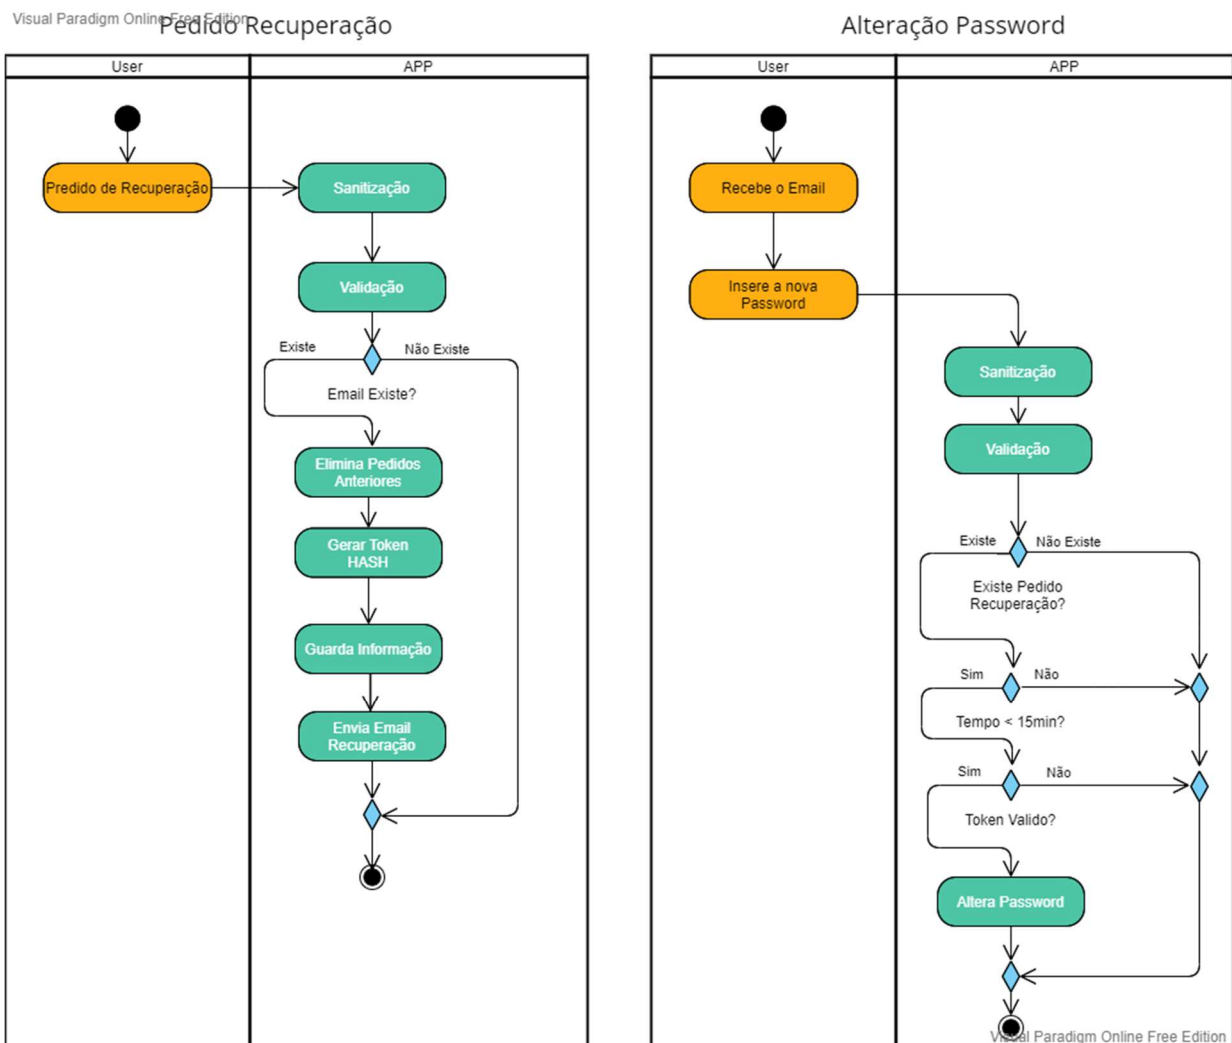 Visual Paradigm Online Free Edition
Pedido Recuperação
User
APP
Predido de Recuperação
Sanitização
Validação
Existe
Não Existe
Email Existe?
Elimina Pedidos
Anteriores
Gerar Token
HASH
Guarda Informação
Envia Email
Recuperação
Alteração Password
User
APP
Recebe o Email
Insere a nova
Password
Sanitização
Validação
Existe
Não Existe
Existe Pedido
Recuperação?
Sim
Não
Tempo < 15min?
Sim
Não
Token Valido?
Altera Password
Visual Paradigm Online Free Edition